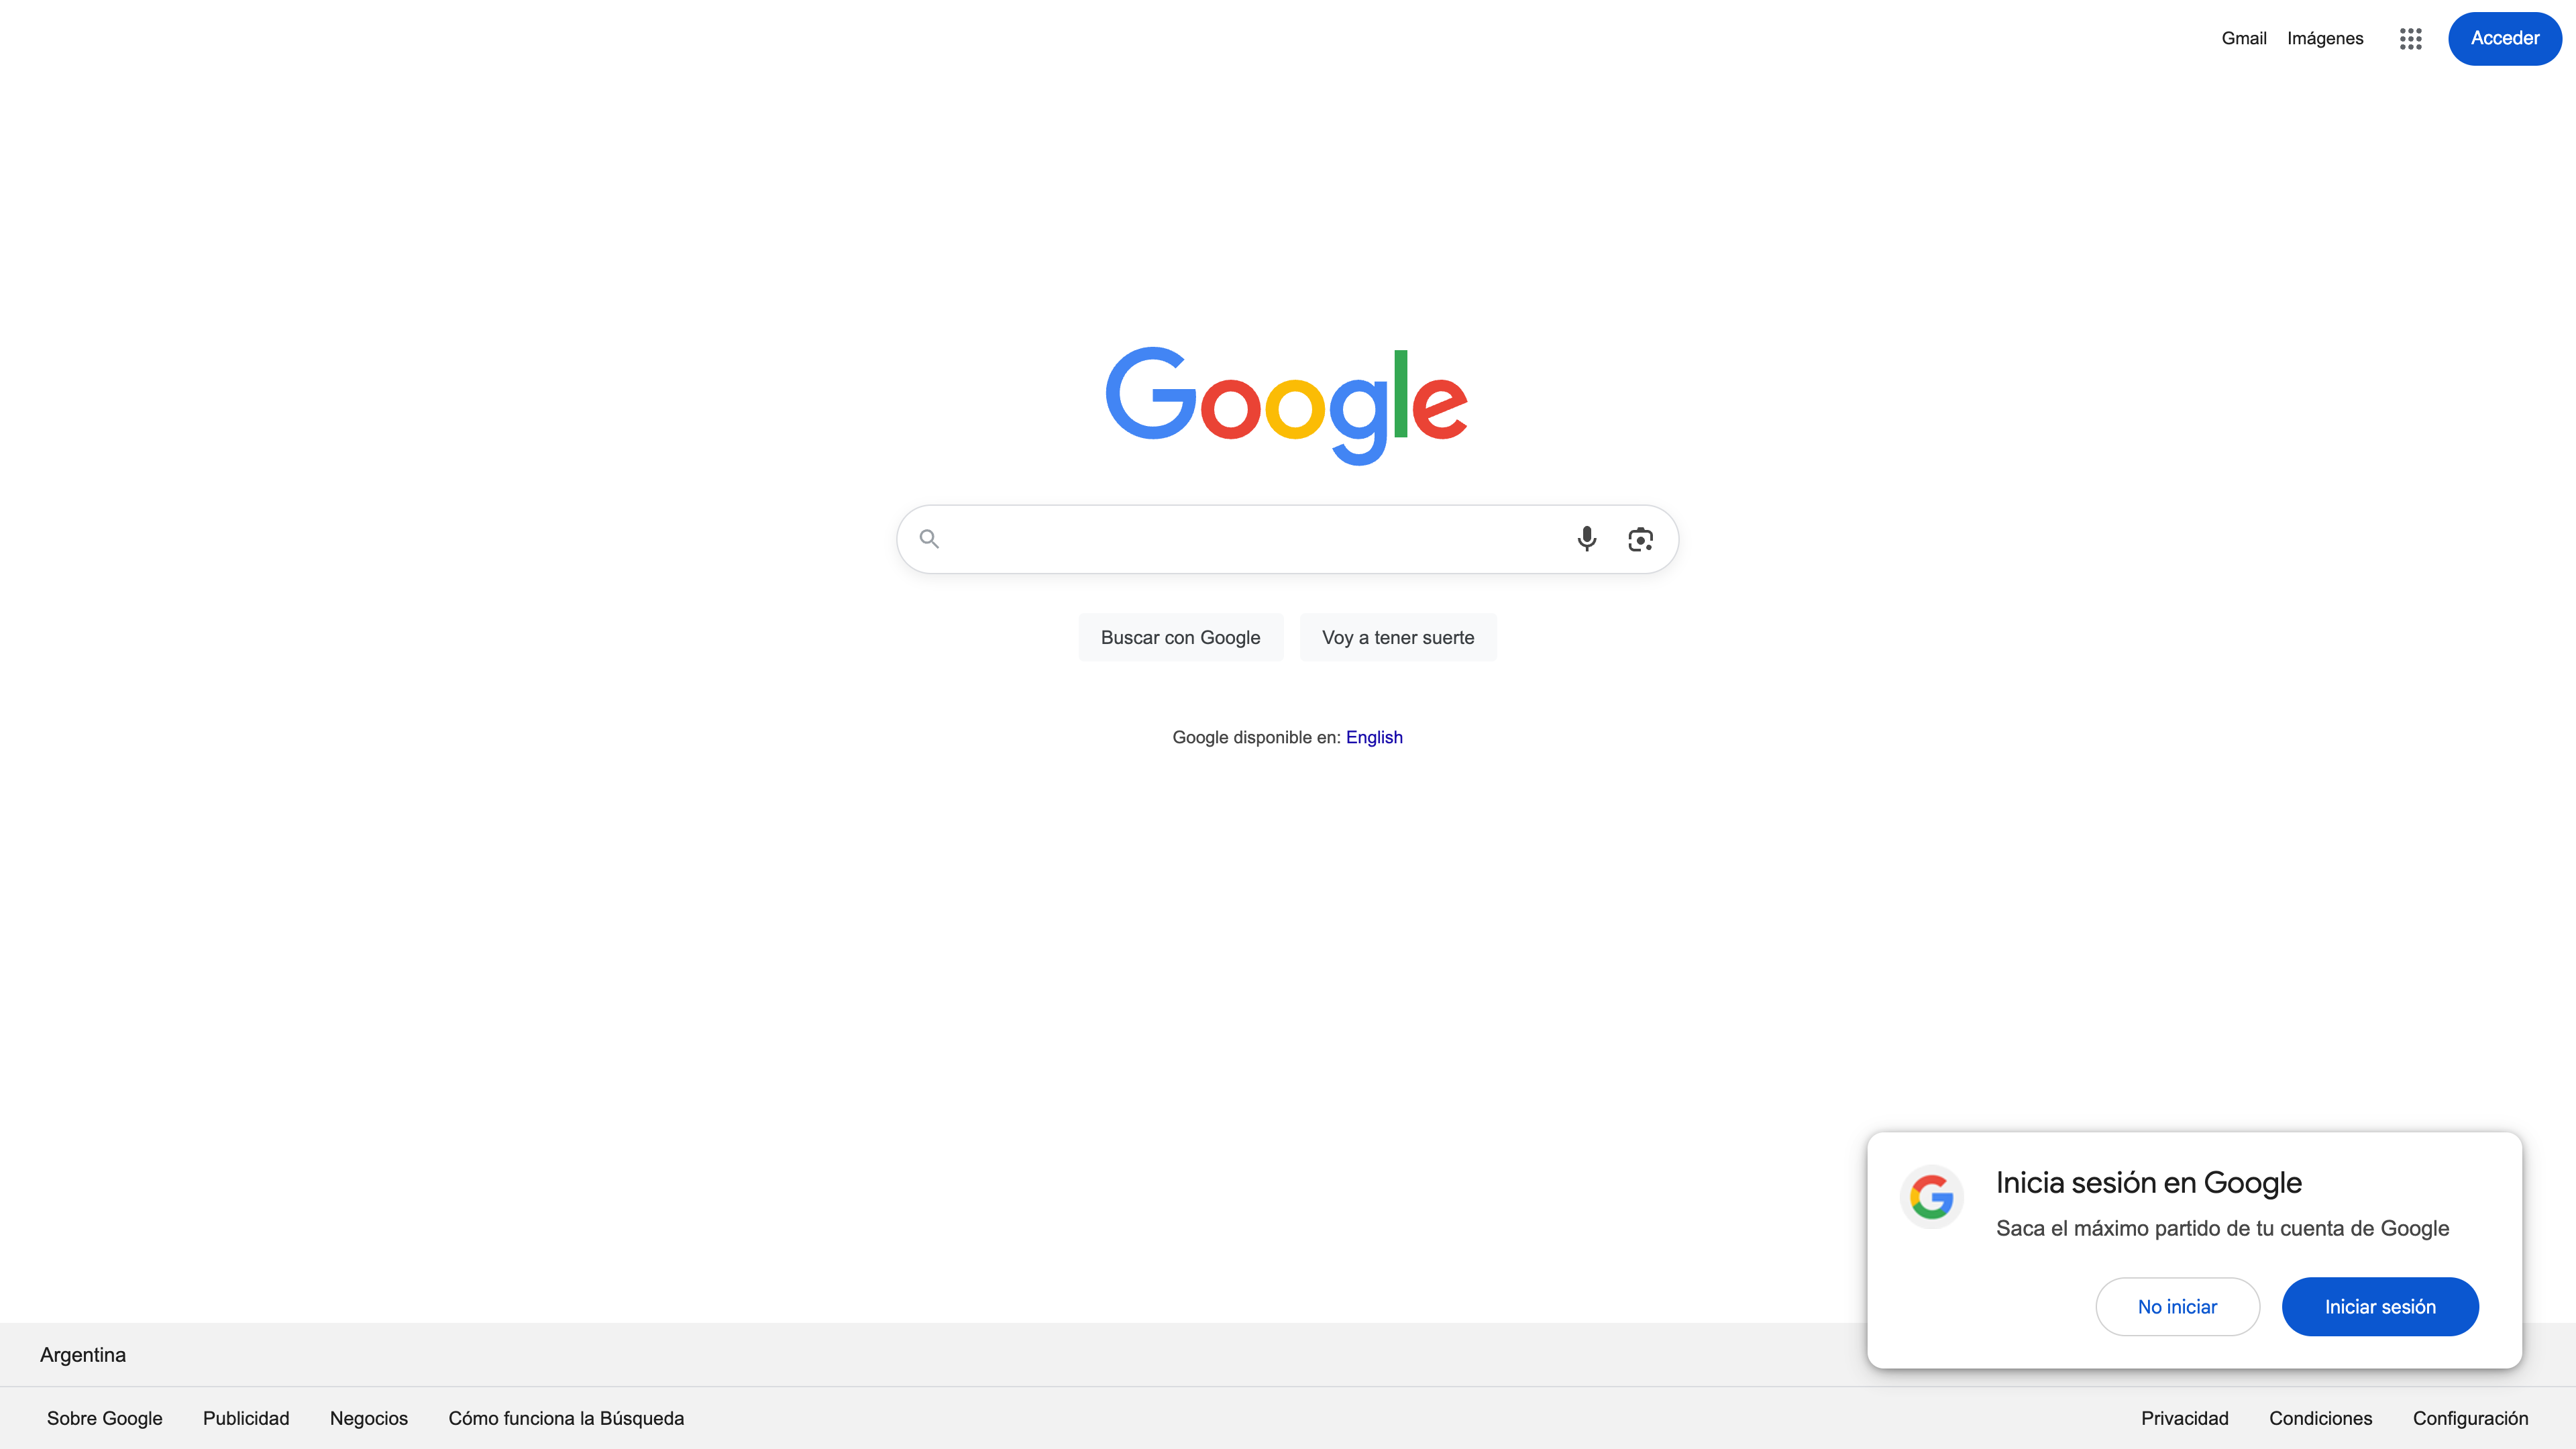 Gmail Imágenes Acceder
Google
Buscar con Google Voy a tener suerte
Google disponible en: English
Inicia sesión en Google
Saca el máximo partido de tu cuenta de Google
No iniciar Iniciar sesión
Argentina
Sobre Google Publicidad Negocios Cómo funciona la Búsqueda Privacidad Condiciones Configuración